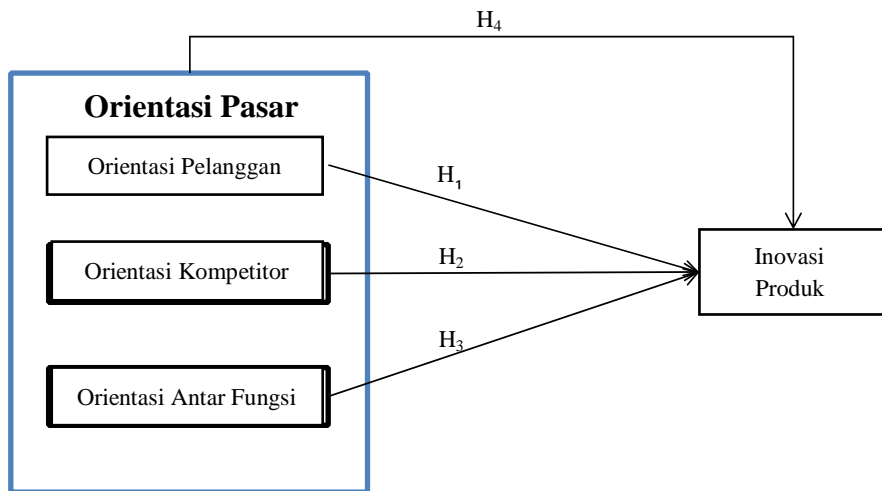 H₄
Orientasi Pasar
Orientasi Pelanggan
H₁
Orientasi Kompetitor
H₂
Inovasi
Produk
H₃
Orientasi Antar Fungsi